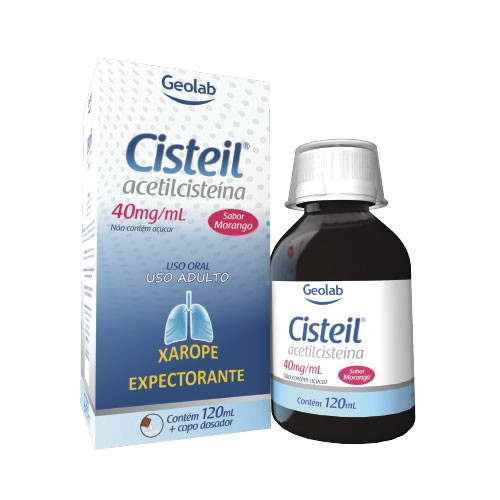 Geolab
Cisteil®
acetilcisteína
40mg/mL
Sabor
Morango
Não contém açúcar
USO ORAL
USO ADULTO
XAROPE
EXPECTORANTE
Contém 120mL
+ copo dosador
Geolab
Cisteil®
acetilcisteína
40mg/mL
Não contém açúcar
Sabor
Morango
Contém 120mL